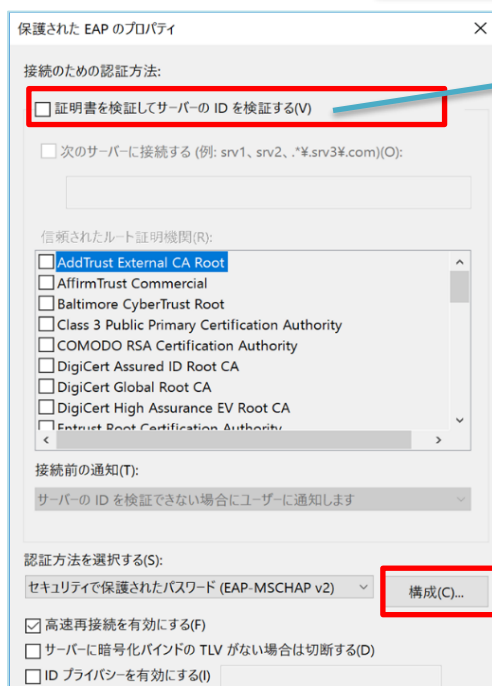 保護された EAP のプロパティ
接続のための認証方法:
証明書を検証してサーバーの ID を検証する(V)
次のサーバーに接続する (例: srv1、srv2、.*¥.srv3¥.com)(O):
信頼されたルート証明機関(R):
AddTrust External CA Root
AffirmTrust Commercial
Baltimore CyberTrust Root
Class 3 Public Primary Certification Authority
COMODO RSA Certification Authority
DigiCert Assured ID Root CA
DigiCert Global Root CA
DigiCert High Assurance EV Root CA
Entrust Root Certification Authority
接続前の通知(T):
サーバーの ID を検証できない場合にユーザーに通知します
認証方法を選択する(S):
セキュリティで保護されたパスワード (EAP-MSCHAP v2)
構成(C)...
高速再接続を有効にする(F)
サーバーに暗号化バインドの TLV がない場合は切断する(D)
ID プライバシーを有効にする(I)